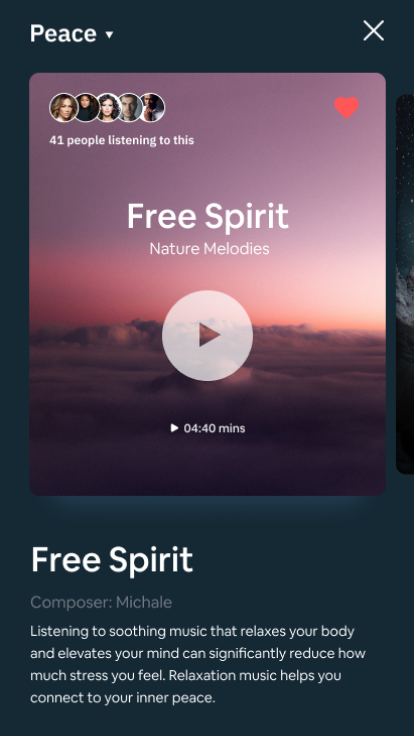 Peace
41 people listening to this
Free Spirit
Nature Melodies
04:40 mins
Free Spirit
Composer: Michale
Listening to soothing music that relaxes your body
and elevates your mind can significantly reduce how
much stress you feel. Relaxation music helps you
connect to your inner peace.